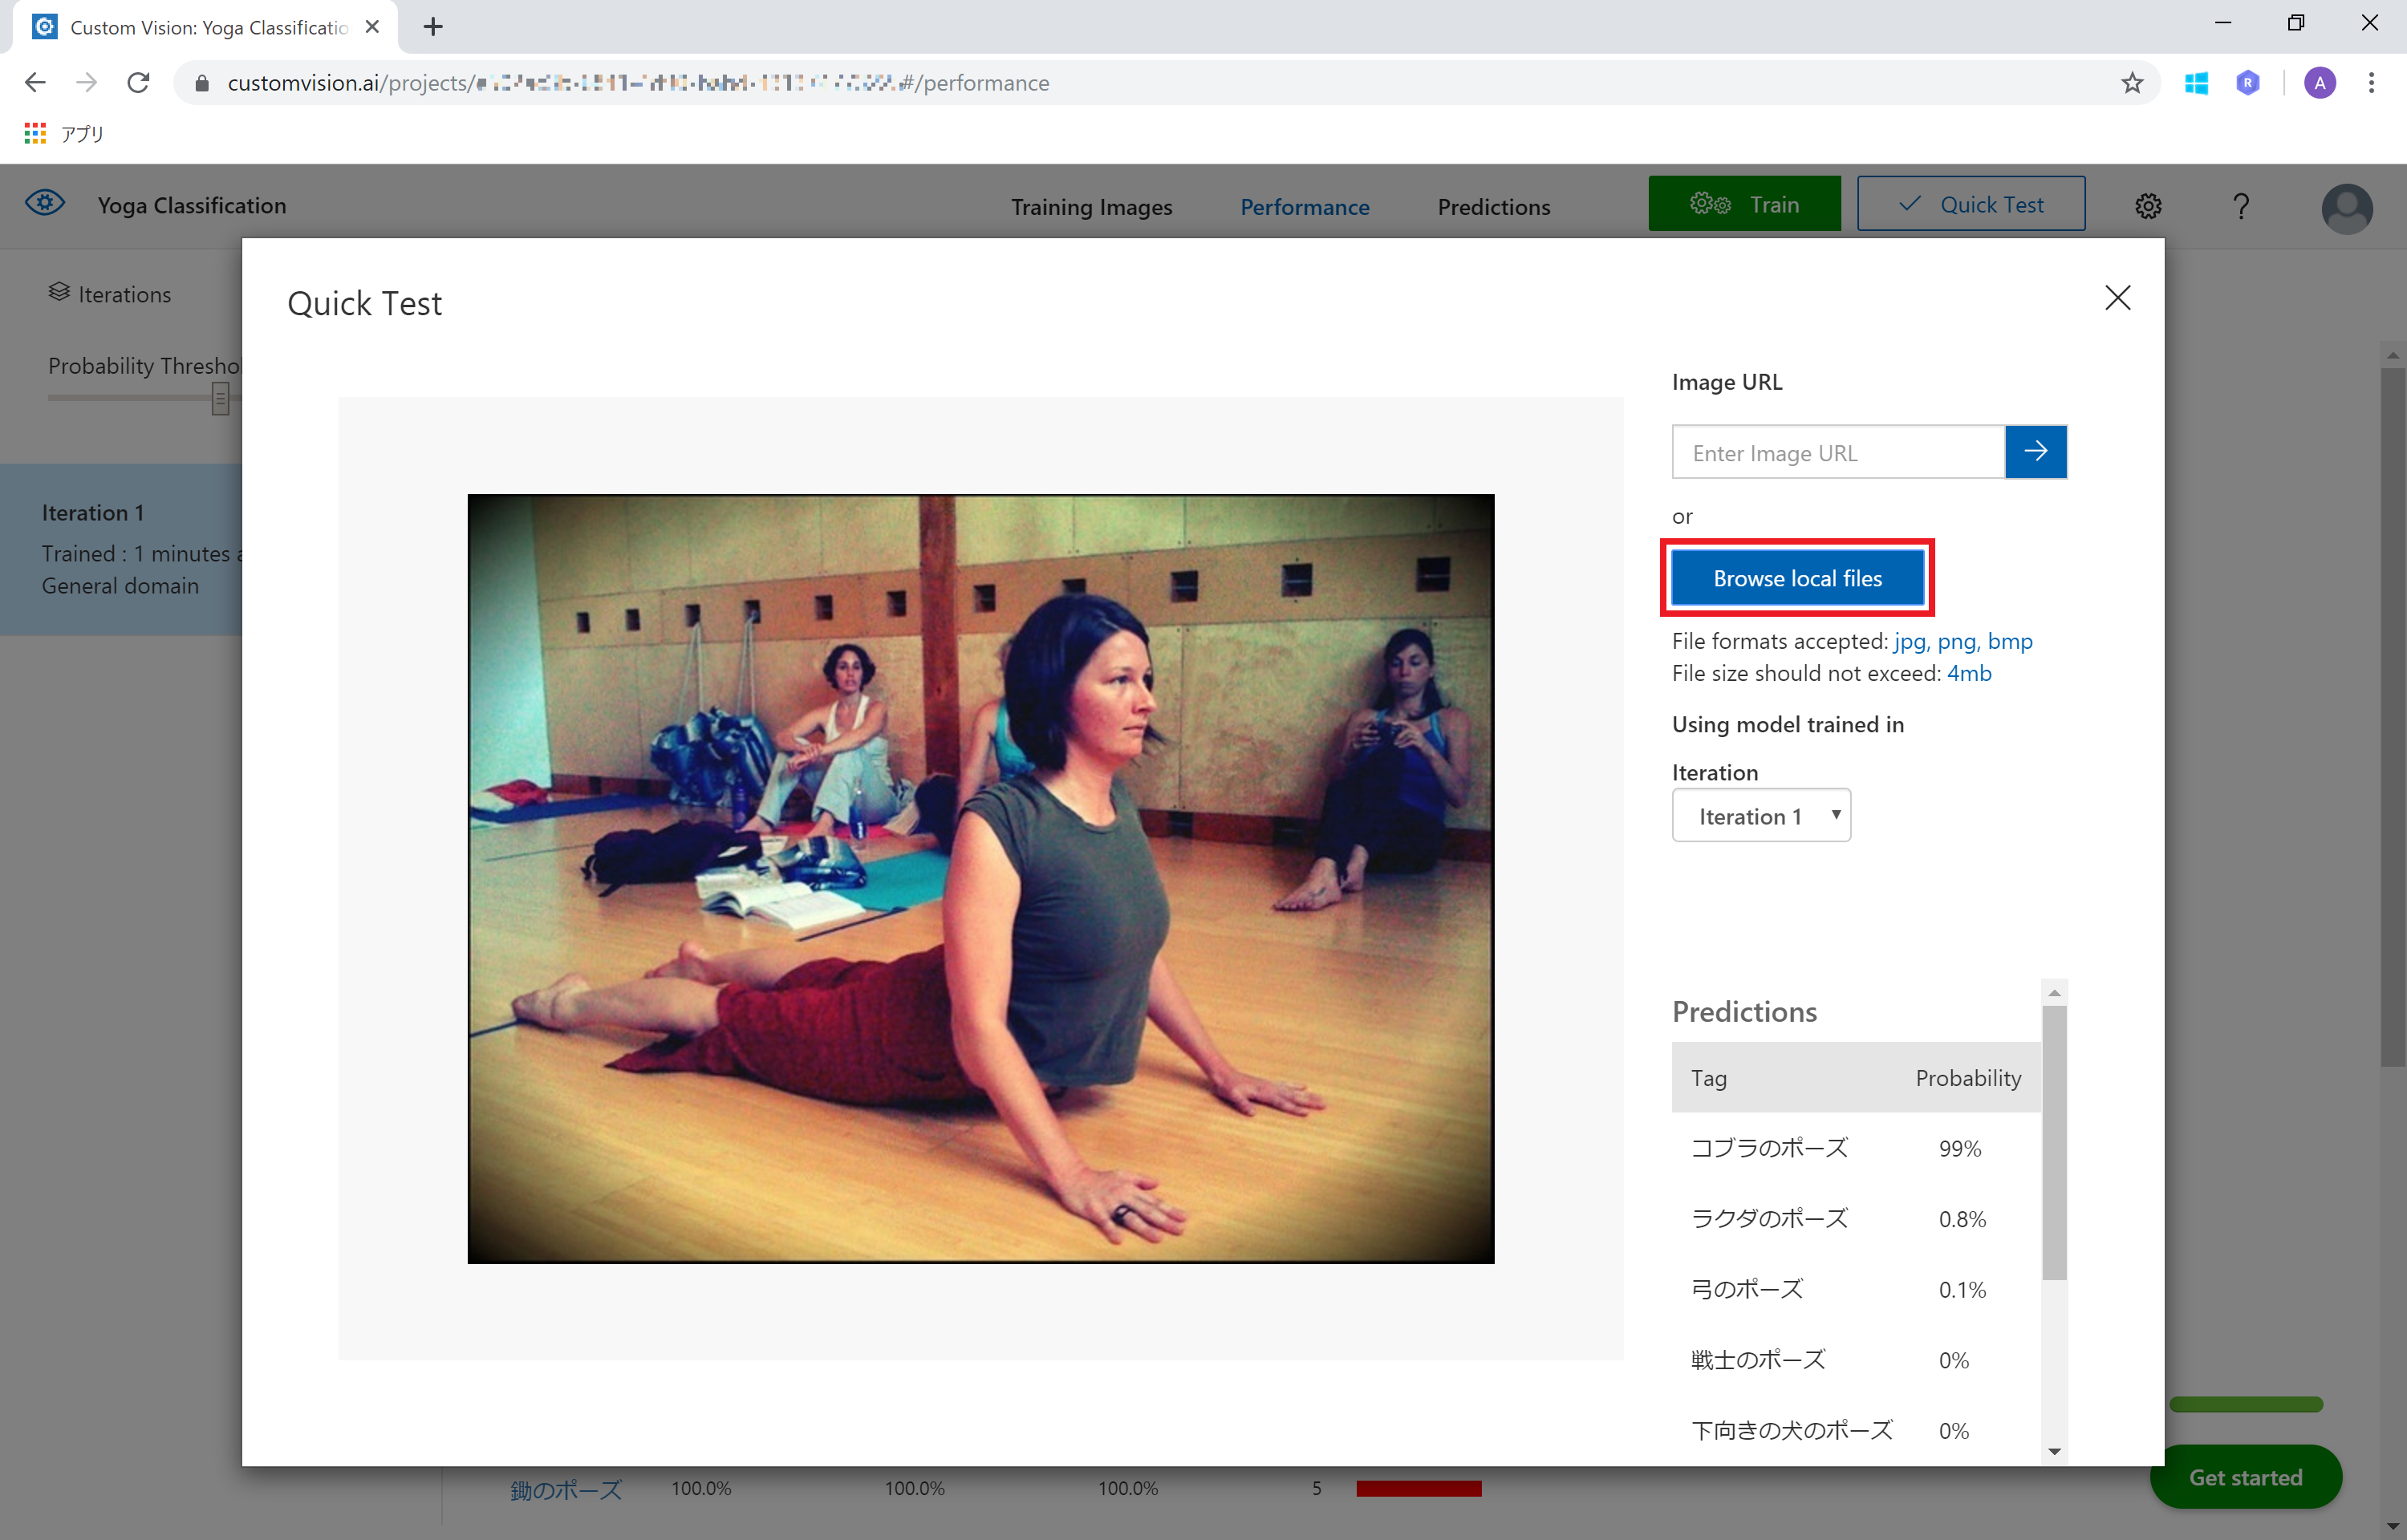 Custom Vision: Yoga Classificatio
customvision.ai/projects/
#/performance
A
アプリ
Yoga Classification
Training Images
Performance
Predictions
Train
Quick Test
?
Iterations
Probability Threshol
Iteration 1
Trained : 1 minutes a
General domain
Quick Test
Image URL
Enter Image URL
or
Browse local files
File formats accepted: jpg, png, bmp
File size should not exceed: 4mb
Using model trained in
Iteration
Iteration 1
Predictions
Tag Probability
コブラのポーズ 99%
ラクダのポーズ 0.8%
弓のポーズ 0.1%
戦士のポーズ 0%
下向きの犬のポーズ 0%
鋤のポーズ 100.0% 100.0% 100.0% 5
Get started